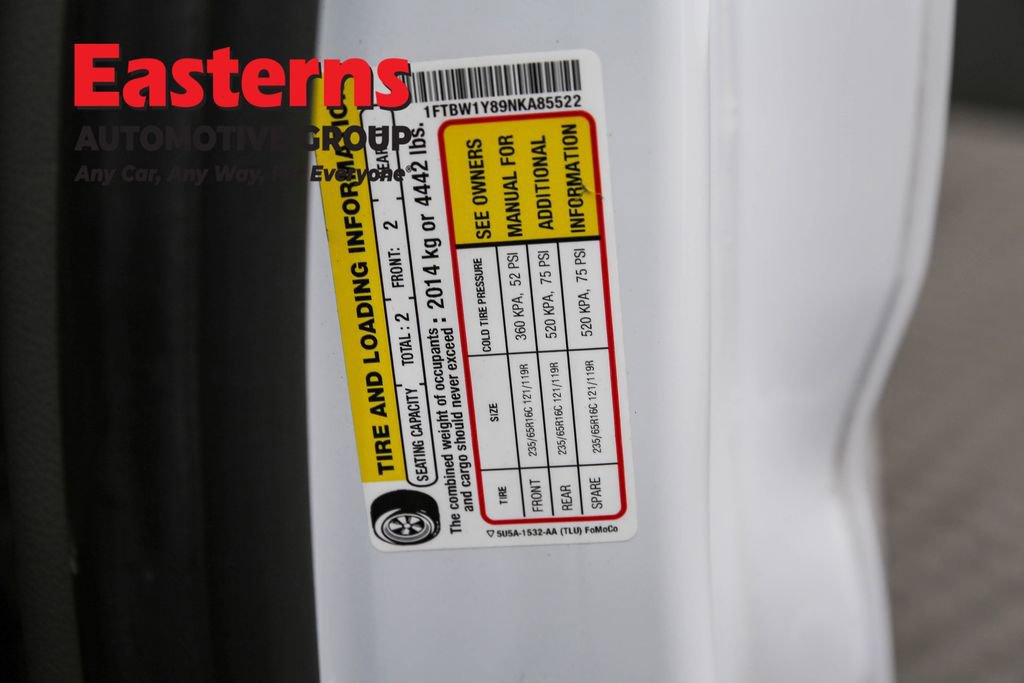 Easterns
AUTOMOTIVE GROUP
Any Car, Any Way, For Everyone®
1FTBW1Y89NKA85522
TIRE AND LOADING INFORMATION
SEATING CAPACITY TOTAL: 2 FRONT: 2 REAR
The combined weight of occupants
and cargo should never exceed : 2014 kg or 4442 lbs.
TIRE SIZE COLD TIRE PRESSURE
FRONT 235/65R16C 121/119R 360 KPA, 52 PSI
REAR 235/65R16C 121/119R 520 KPA, 75 PSI
SPARE 235/65R16C 121/119R 520 KPA, 75 PSI
SEE OWNERS
MANUAL FOR
ADDITIONAL
INFORMATION
5U5A-1532-AA (TLU) FoMoCo